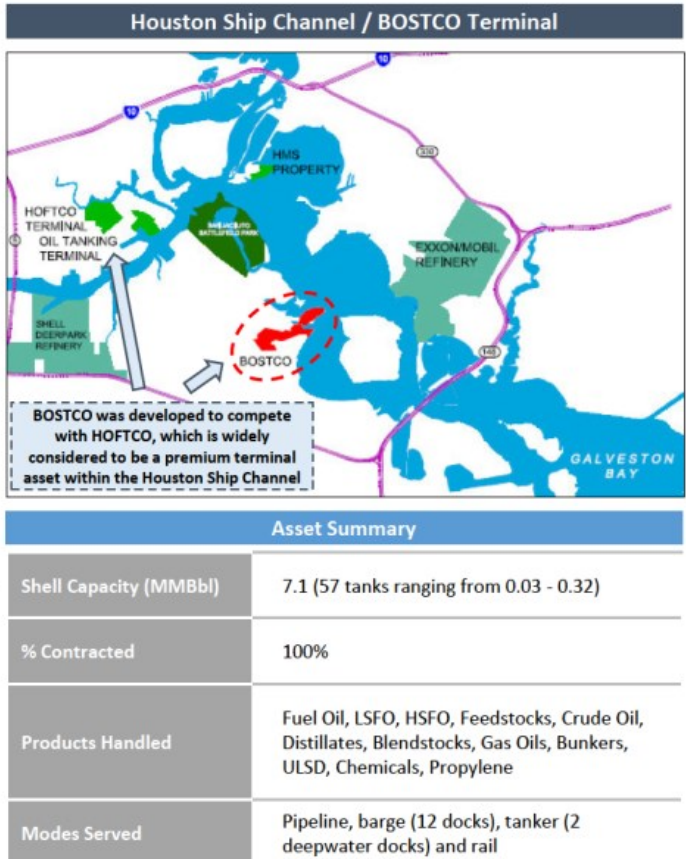 Houston Ship Channel / BOSTCO Terminal
10
10
HMS
PROPERTY
330
HOFTCO
TERMINAL
OIL TANKING
TERMINAL
BATTLEFIELD PARK
EXXON/MOBIL
REFINERY
SHELL
DEERPARK
REFINERY
BOSTCO
146
BOSTCO was developed to compete
with HOFTCO, which is widely
considered to be a premium terminal
asset within the Houston Ship Channel
GALVESTON
BAY
Asset Summary
Shell Capacity (MMBbl)
7.1 (57 tanks ranging from 0.03 - 0.32)
% Contracted
100%
Products Handled
Fuel Oil, LSFO, HSFO, Feedstocks, Crude Oil,
Distillates, Blendstocks, Gas Oils, Bunkers,
ULSD, Chemicals, Propylene
Modes Served
Pipeline, barge (12 docks), tanker (2
deepwater docks) and rail